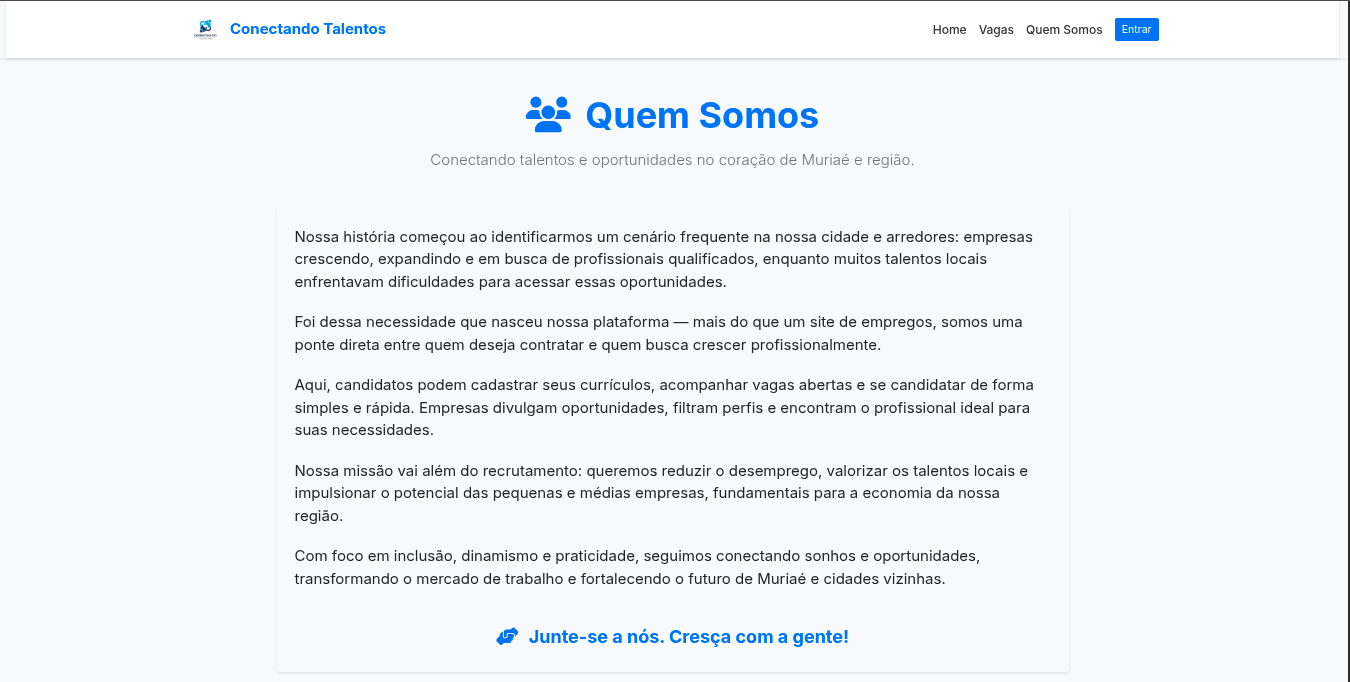 Conectando Talentos
Home
Vagas
Quem Somos
Entrar
Quem Somos
Conectando talentos e oportunidades no coração de Muriaé e região.
Nossa história começou ao identificarmos um cenário frequente na nossa cidade e arredores: empresas
crescendo, expandindo e em busca de profissionais qualificados, enquanto muitos talentos locais
enfrentavam dificuldades para acessar essas oportunidades.
Foi dessa necessidade que nasceu nossa plataforma — mais do que um site de empregos, somos uma
ponte direta entre quem deseja contratar e quem busca crescer profissionalmente.
Aqui, candidatos podem cadastrar seus currículos, acompanhar vagas abertas e se candidatar de forma
simples e rápida. Empresas divulgam oportunidades, filtram perfis e encontram o profissional ideal para
suas necessidades.
Nossa missão vai além do recrutamento: queremos reduzir o desemprego, valorizar os talentos locais e
impulsionar o potencial das pequenas e médias empresas, fundamentais para a economia da nossa
região.
Com foco em inclusão, dinamismo e praticidade, seguimos conectando sonhos e oportunidades,
transformando o mercado de trabalho e fortalecendo o futuro de Muriaé e cidades vizinhas.
Junte-se a nós. Cresça com a gente!